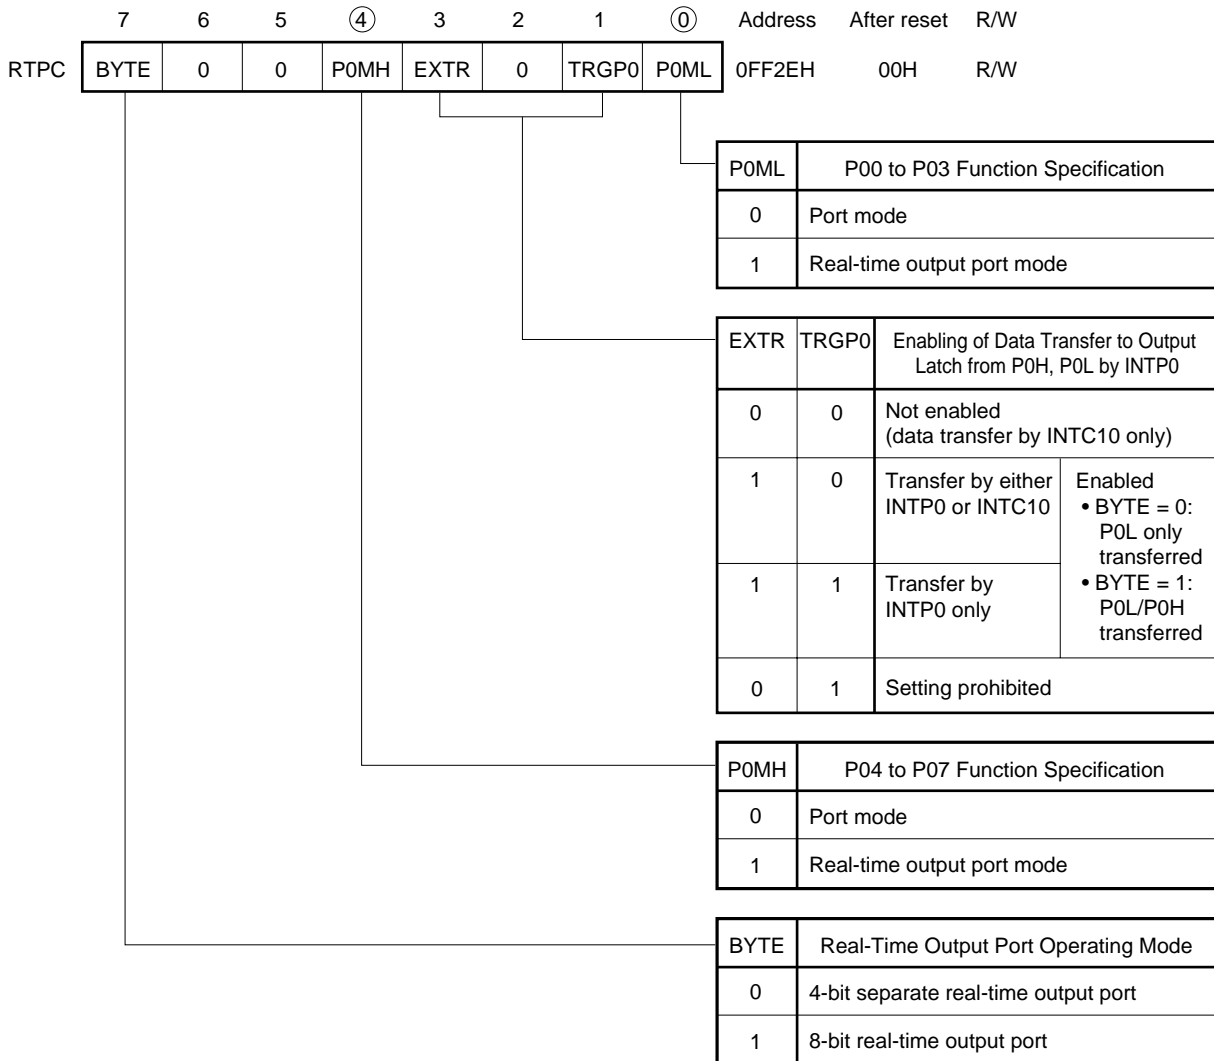 7 6 5 4 3 2 1 0 Address After reset R/W
RTPC BYTE 0 0 P0MH EXTR 0 TRGP0 P0ML 0FF2EH 00H R/W
P0ML P00 to P03 Function Specification
0 Port mode
1 Real-time output port mode
EXTR TRGP0 Enabling of Data Transfer to Output
Latch from P0H, P0L by INTP0
0 0 Not enabled
(data transfer by INTC10 only)
1 0 Transfer by either
INTP0 or INTC10
1 1 Transfer by
INTP0 only
Enabled
• BYTE = 0:
P0L only
transferred
• BYTE = 1:
P0L/P0H
transferred
0 1 Setting prohibited
P0MH P04 to P07 Function Specification
0 Port mode
1 Real-time output port mode
BYTE Real-Time Output Port Operating Mode
0 4-bit separate real-time output port
1 8-bit real-time output port